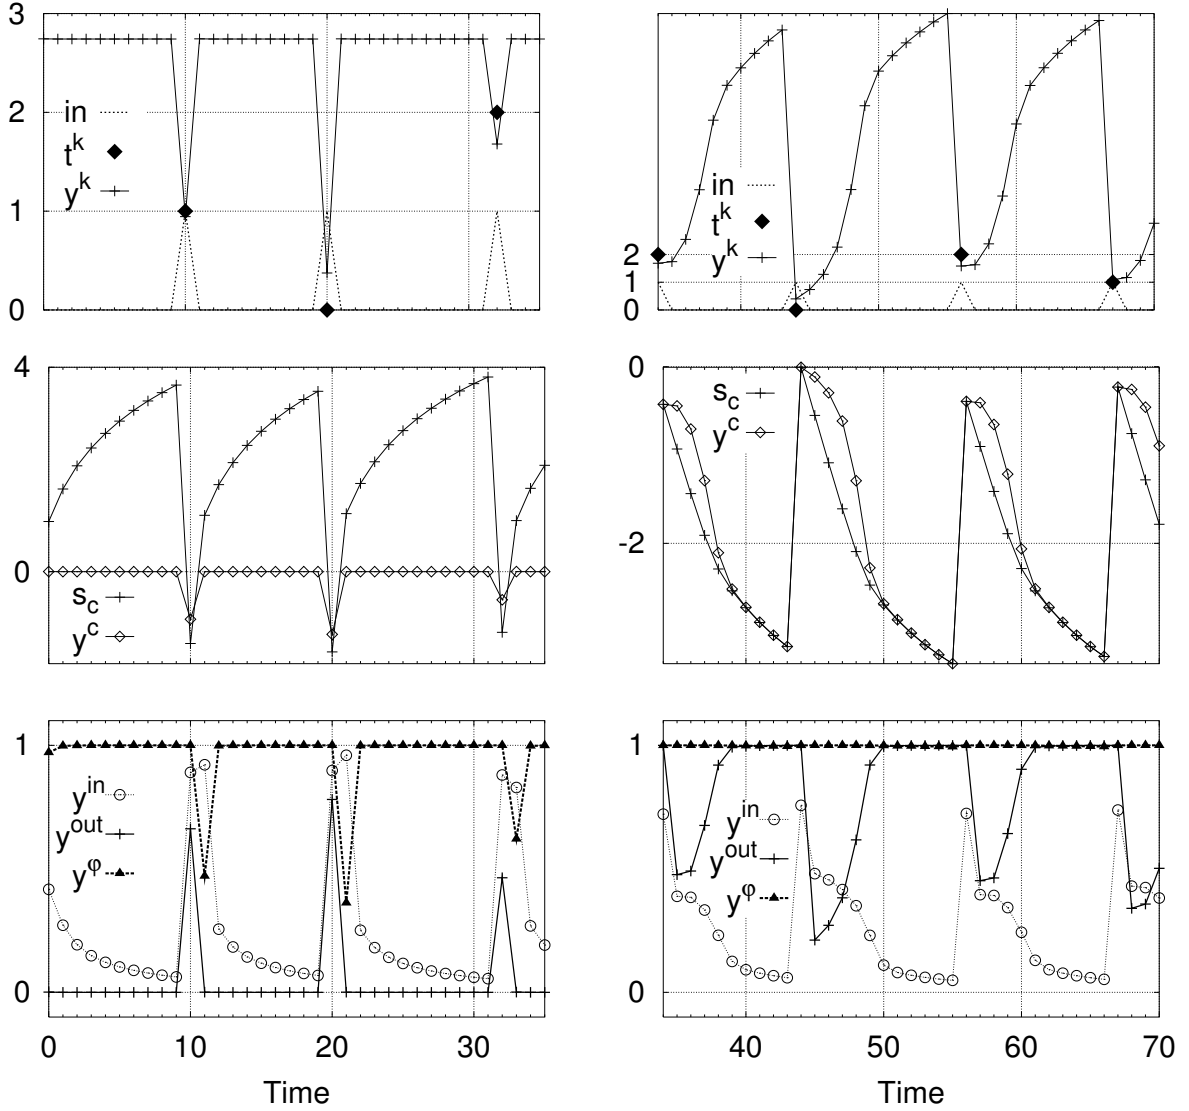 3
2
1
0
in
t^k
y^k
2
1
0
in
t^k
y^k
4
0
s_c
y^c
0
-2
s_c
y^c
1
0
y^in
y^out
y^φ
0 10 20 30
Time
1
0
y^in
y^out
y^φ
40 50 60 70
Time